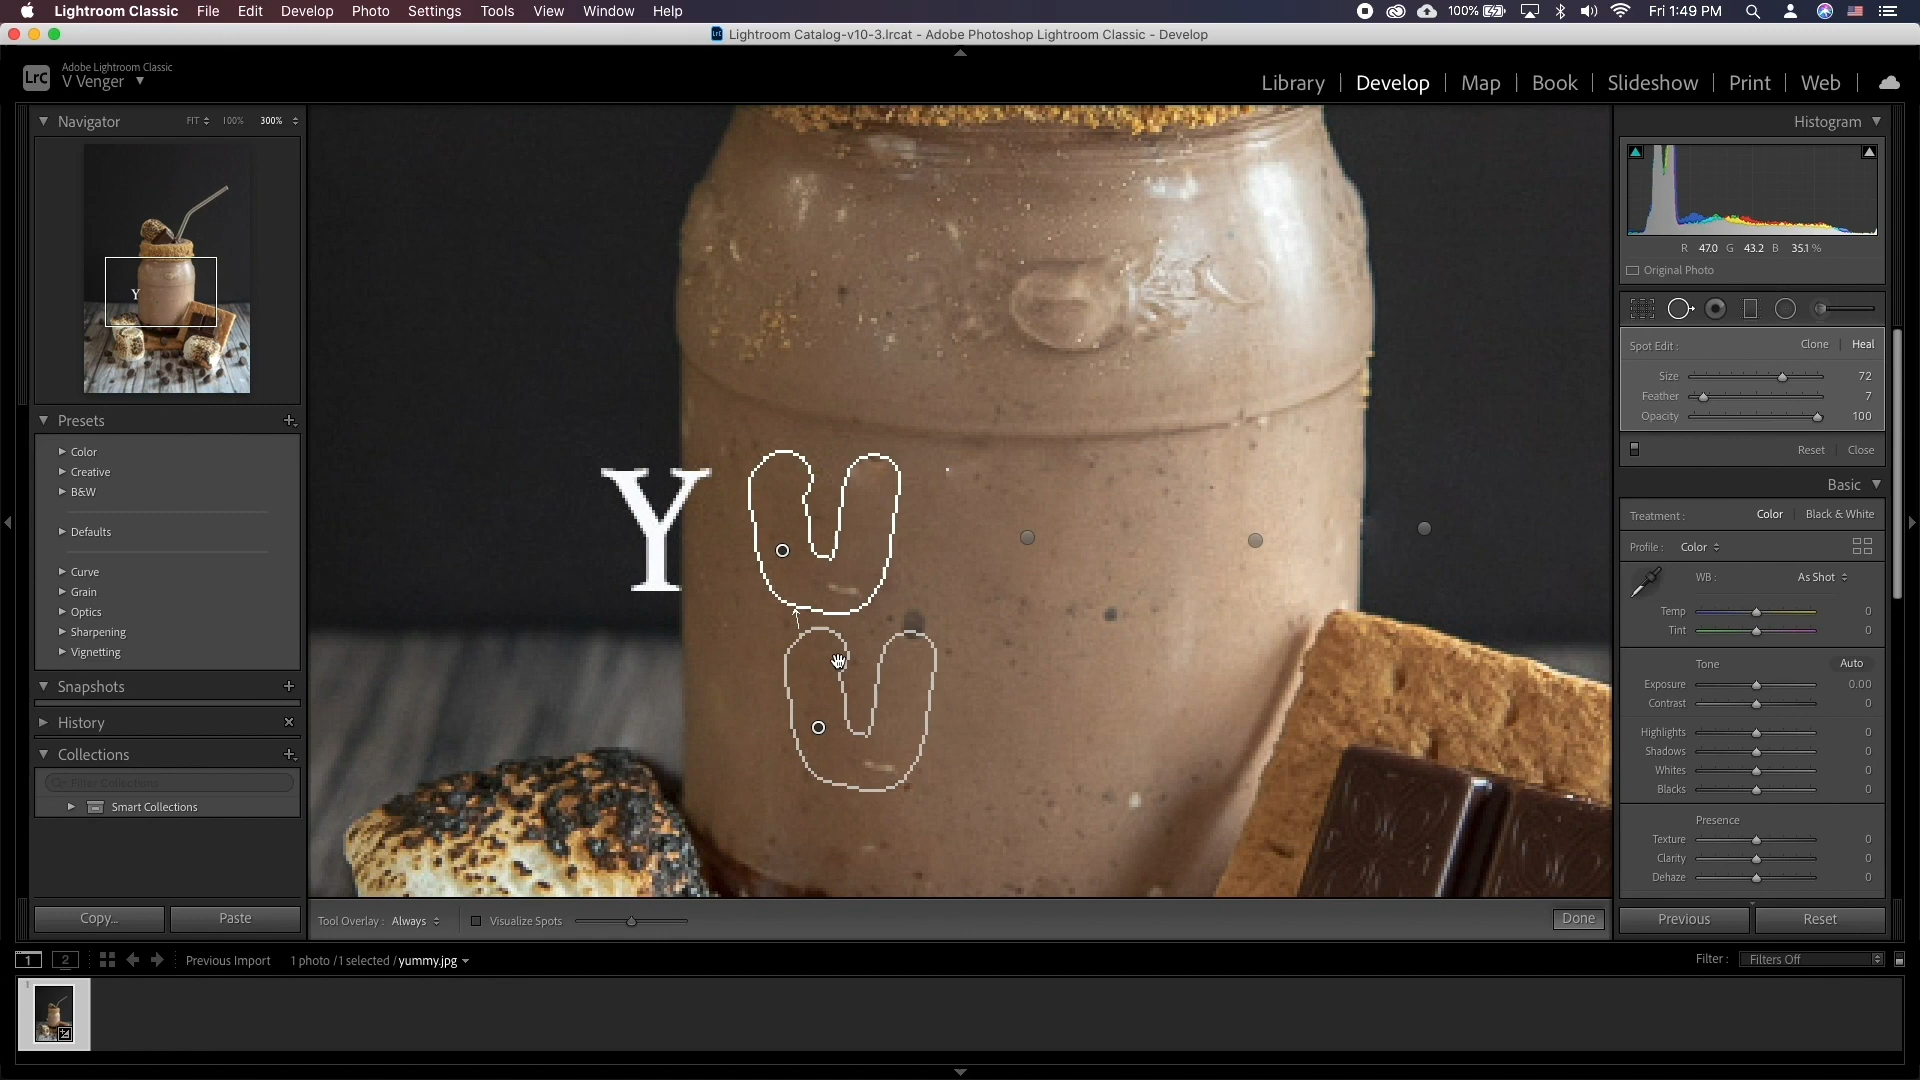 Lightroom Classic File Edit Develop Photo Settings Tools View Window Help 100% Fri 1:49 PM
Lightroom Catalog-v10-3.lrcat - Adobe Photoshop Lightroom Classic - Develop
LrC Adobe Lightroom Classic
V Venger
Library | Develop | Map | Book | Slideshow | Print | Web
Navigator FIT 100% 300%
Y
Presets
Color
Creative
B&W
Defaults
Curve
Grain
Optics
Sharpening
Vignetting
Snapshots
History
Collections
Filter Collections
Smart Collections
Copy... Paste
Y
Tool Overlay : Always Visualize Spots Done
Histogram
R 47.0 G 43.2 B 35.1 %
Original Photo
Spot Edit : Clone | Heal
Size 72
Feather 7
Opacity 100
Reset Close
Basic
Treatment : Color Black & White
Profile : Color
WB : As Shot
Temp 0
Tint 0
Tone Auto
Exposure 0.00
Contrast 0
Highlights 0
Shadows 0
Whites 0
Blacks 0
Presence
Texture 0
Clarity 0
Dehaze 0
Previous Reset
1 2 Previous Import 1 photo / 1 selected / yummy.jpg Filter : Filters Off